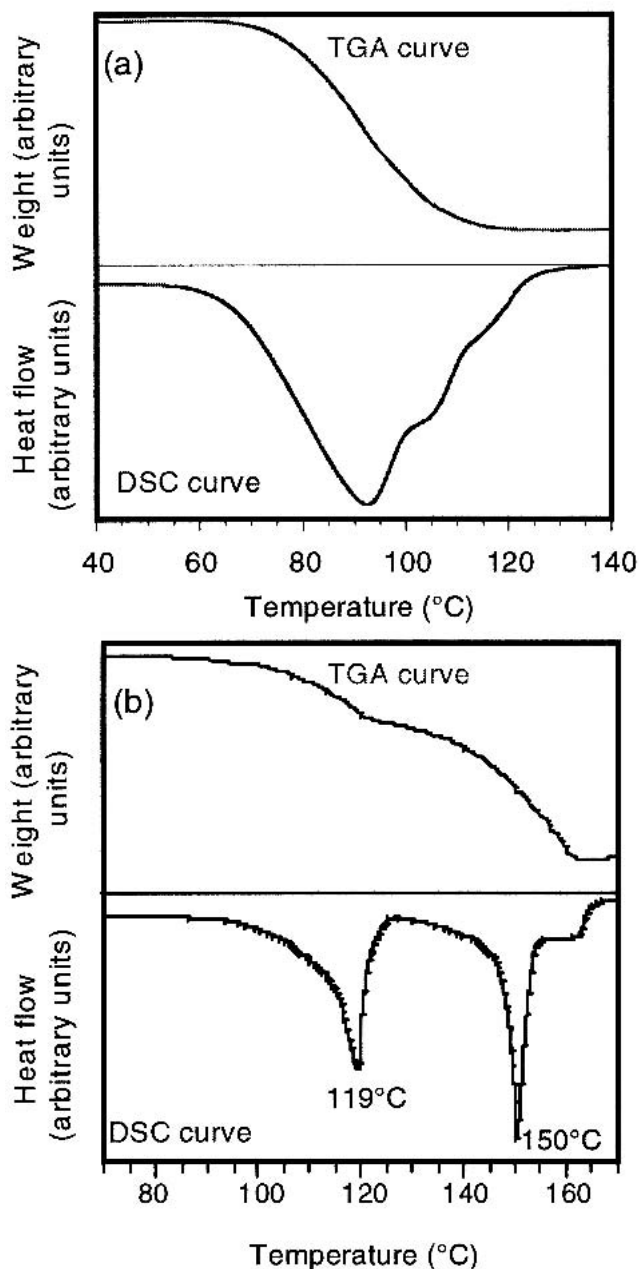 (a)
TGA curve
Weight (arbitrary
units)
Heat flow
(arbitrary units)
DSC curve
40 60 80 100 120 140
Temperature (°C)
(b)
TGA curve
Weight (arbitrary
units)
Heat flow
(arbitrary units)
119°C
150°C
DSC curve
80 100 120 140 160
Temperature (°C)